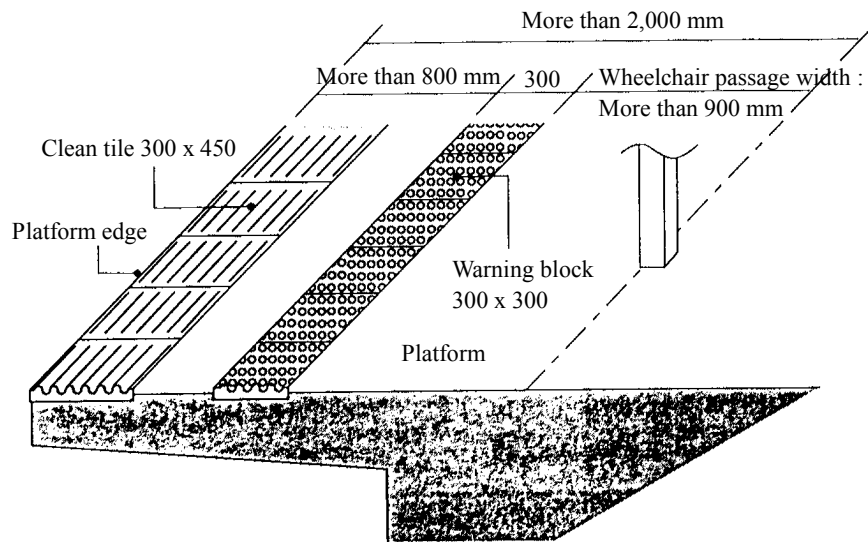 More than 2,000 mm
More than 800 mm
300
Wheelchair passage width :
More than 900 mm
Clean tile 300 x 450
Platform edge
Warning block
300 x 300
Platform